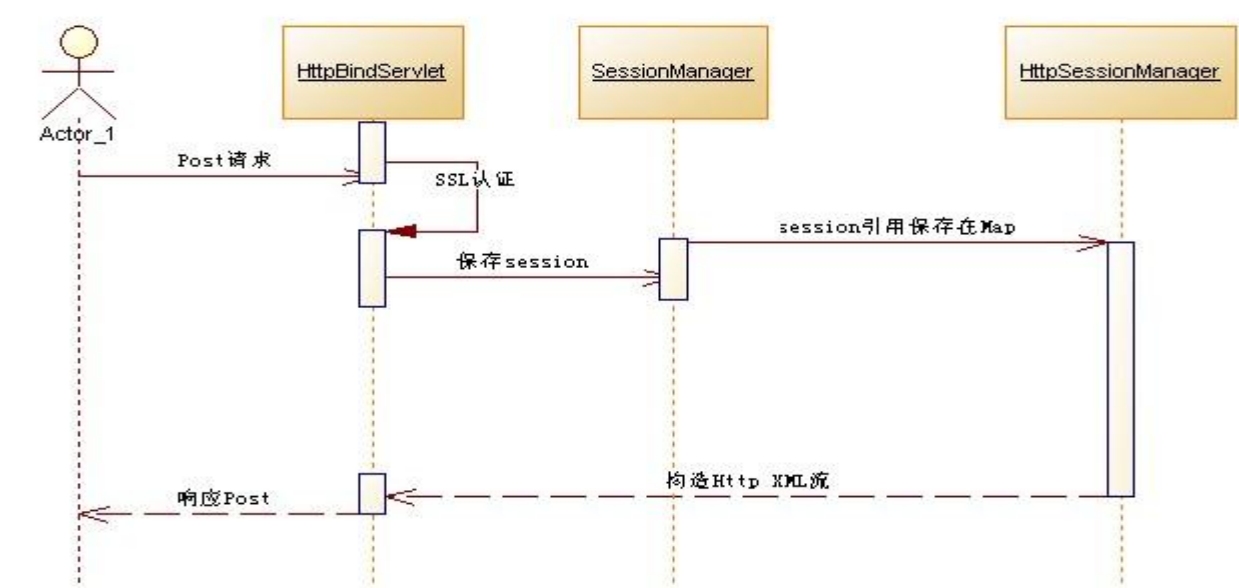 HttpBindServlet
SessionManager
HttpSessionManager
Actor_1
Post请求
SSL认证
session引用保存在Map
保存session
构造Http XML流
响应Post